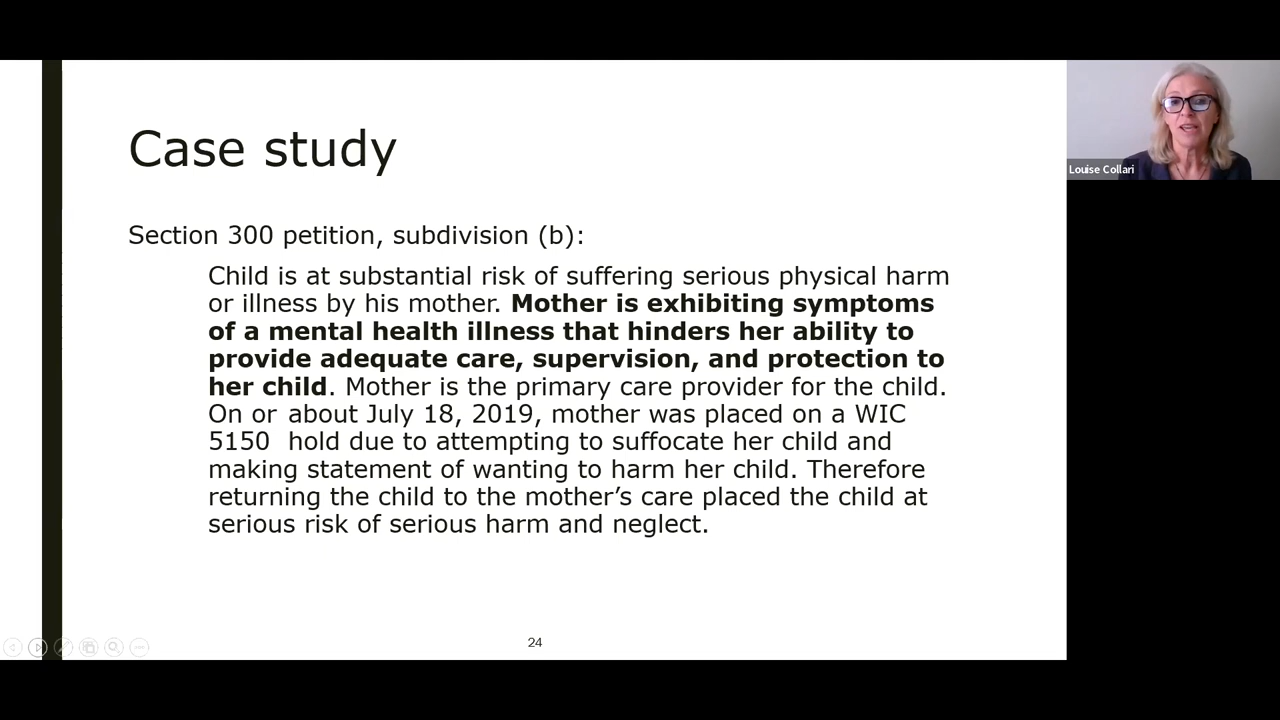 Case study
Section 300 petition, subdivision (b):
Child is at substantial risk of suffering serious physical harm
or illness by his mother. Mother is exhibiting symptoms
of a mental health illness that hinders her ability to
provide adequate care, supervision, and protection to
her child. Mother is the primary care provider for the child.
On or about July 18, 2019, mother was placed on a WIC
5150  hold due to attempting to suffocate her child and
making statement of wanting to harm her child. Therefore
returning the child to the mother’s care placed the child at
serious risk of serious harm and neglect.
24
Louise Collari